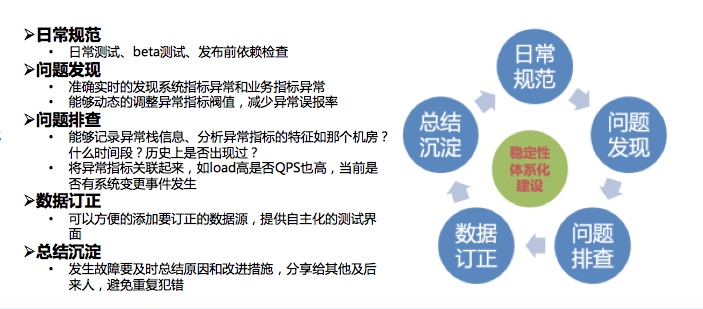 ➢日常规范
• 日常测试、beta测试、发布前依赖检查
➢问题发现
• 准确实时的发现系统指标异常和业务指标异常
• 能够动态的调整异常指标阀值，减少异常误报率
➢问题排查
• 能够记录异常栈信息、分析异常指标的特征如那个机房？
什么时间段？历史上是否出现过？
• 将异常指标关联起来，如load高是否QPS也高，当前是
否有系统变更事件发生
➢数据订正
• 可以方便的添加要订正的数据源，提供自主化的测试界
面
➢总结沉淀
• 发生故障要及时总结原因和改进措施，分享给其他及后
来人，避免重复犯错
日常
规范
问题
发现
问题
排查
数据
订正
总结
沉淀
稳定性
体系化
建设